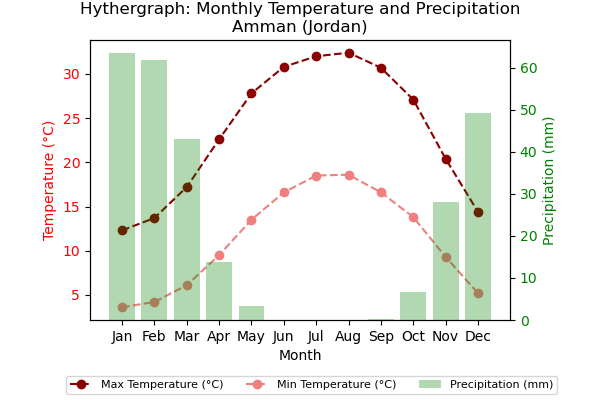 Hythergraph: Monthly Temperature and Precipitation
Amman (Jordan)
30
25
20
15
10
5
Temperature (°C)
60
50
40
30
20
10
0
Precipitation (mm)
Jan Feb Mar Apr May Jun Jul Aug Sep Oct Nov Dec
Month
Max Temperature (°C) Min Temperature (°C) Precipitation (mm)